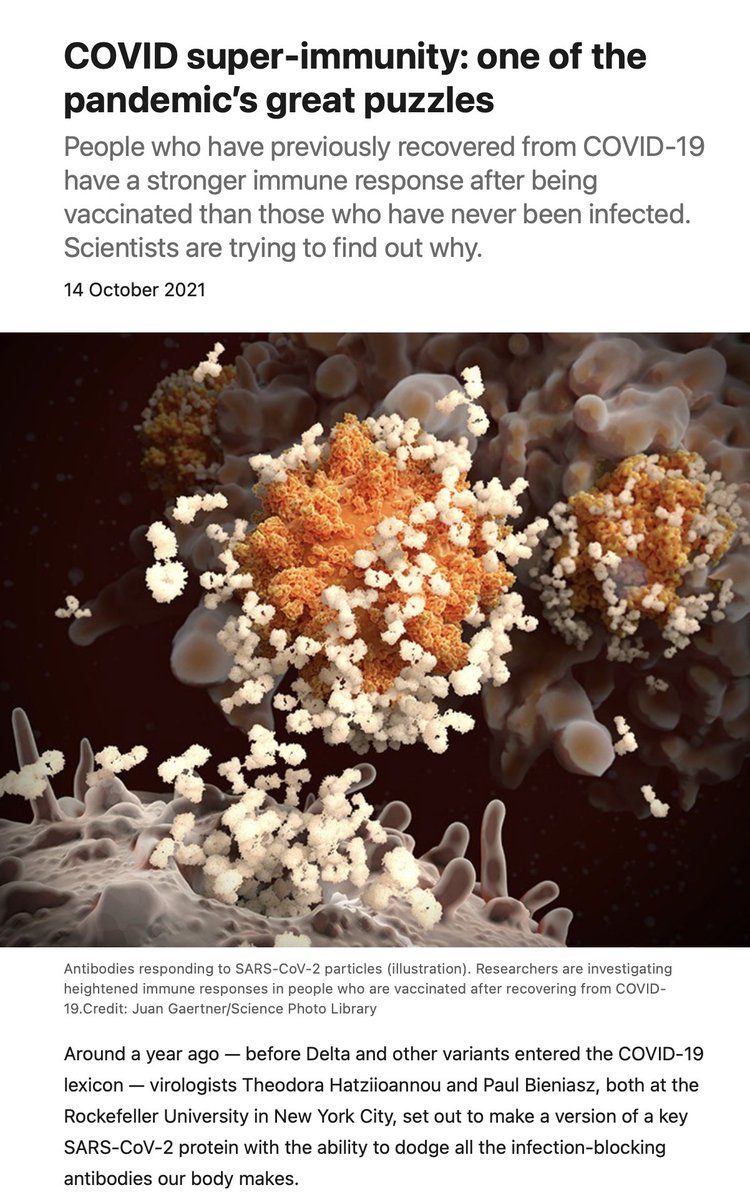 COVID super-immunity: one of the
pandemic’s great puzzles
People who have previously recovered from COVID-19
have a stronger immune response after being
vaccinated than those who have never been infected.
Scientists are trying to find out why.
14 October 2021
Antibodies responding to SARS-CoV-2 particles (illustration). Researchers are investigating
heightened immune responses in people who are vaccinated after recovering from COVID-
19.Credit: Juan Gaertner/Science Photo Library
Around a year ago — before Delta and other variants entered the COVID-19
lexicon — virologists Theodora Hatziioannou and Paul Bieniasz, both at the
Rockefeller University in New York City, set out to make a version of a key
SARS-CoV-2 protein with the ability to dodge all the infection-blocking
antibodies our body makes.